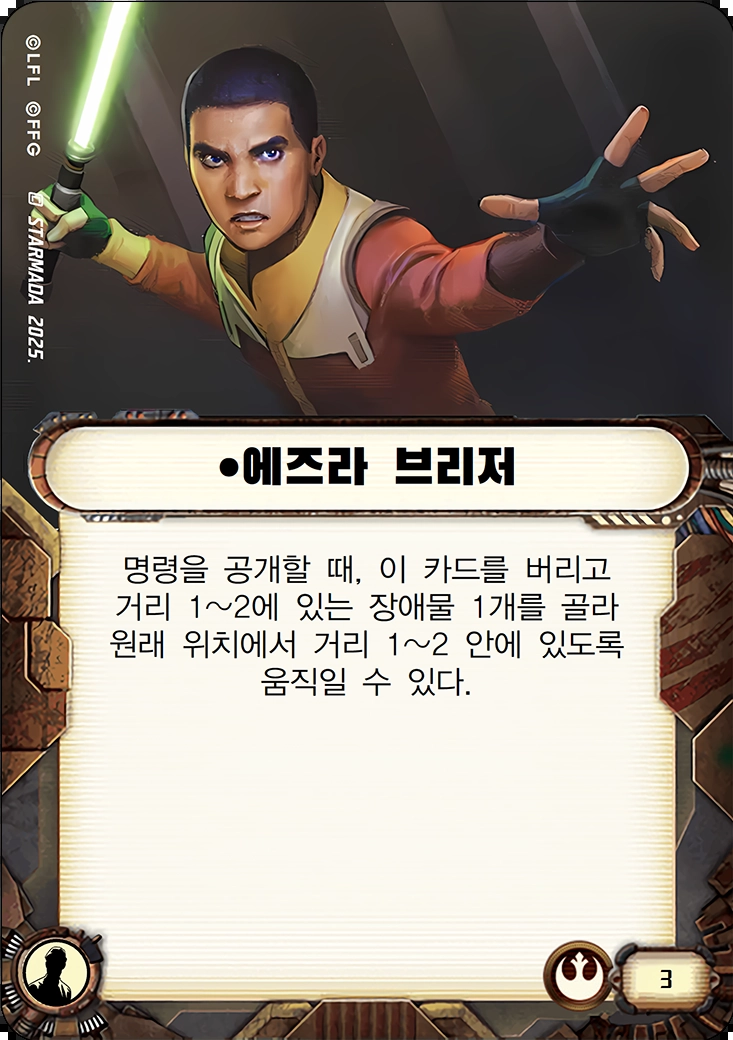 ©LFL ©FFG STARMADA 2025.
•에즈라 브리저
명령을 공개할 때, 이 카드를 버리고
거리 1～2에 있는 장애물 1개를 골라
원래 위치에서 거리 1～2 안에 있도록
움직일 수 있다.
3